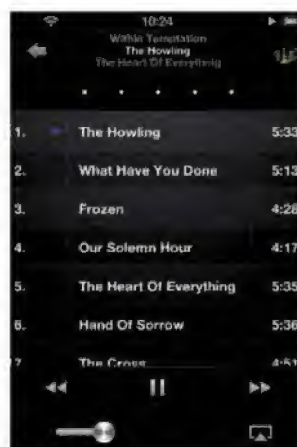 10:24
Within Temptation
The Howling
The Heart Of Everything
1. The Howling 5:33
2. What Have You Done 5:13
3. Frozen 4:28
4. Our Solemn Hour 4:17
5. The Heart Of Everything 5:35
6. Hand Of Sorrow 5:36
The Cross 4:51